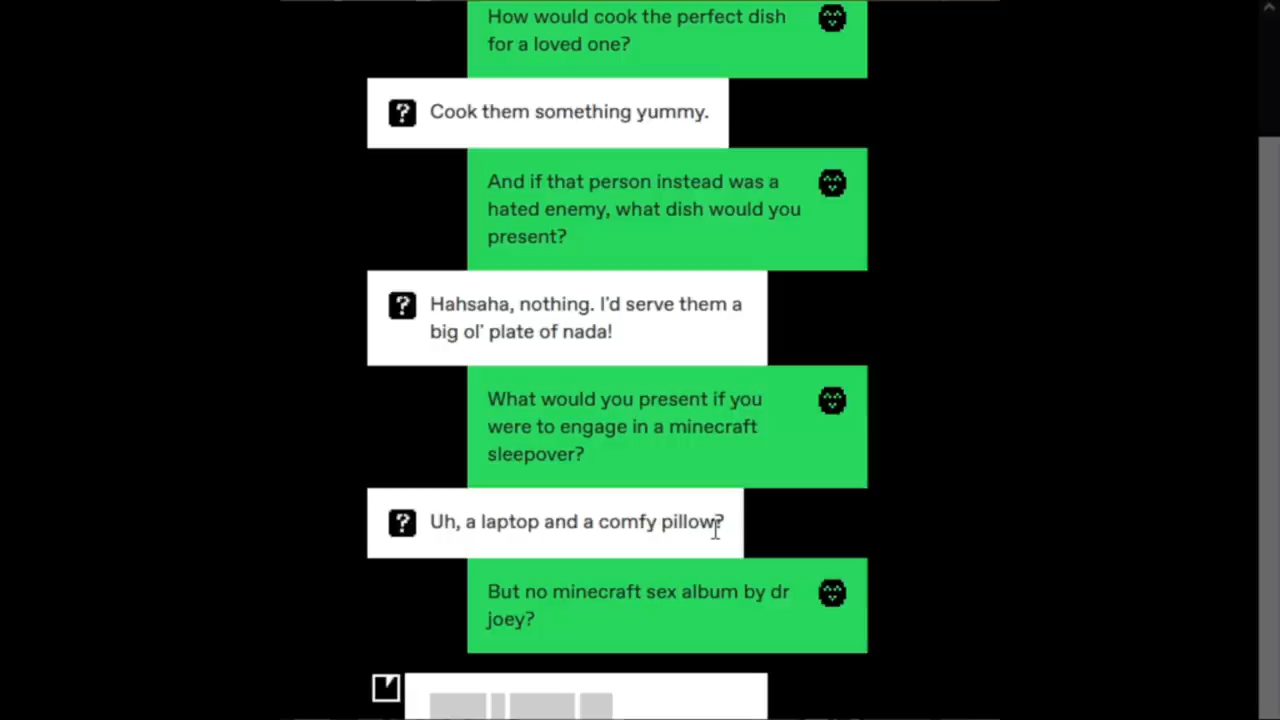 How would cook the perfect dish
for a loved one?
Cook them something yummy.
And if that person instead was a
hated enemy, what dish would you
present?
Hahsaha, nothing. I'd serve them a
big ol' plate of nada!
What would you present if you
were to engage in a minecraft
sleepover?
Uh, a laptop and a comfy pillow?
But no minecraft sex album by dr
joey?